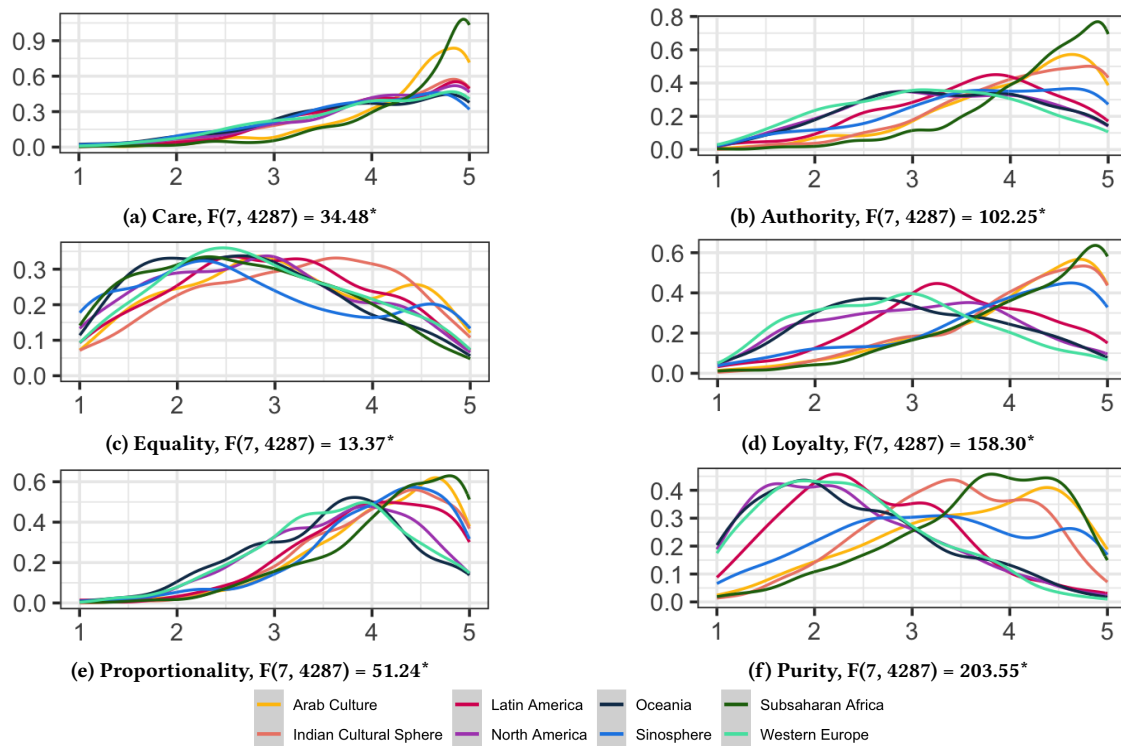 0.9
0.6
0.3
0.0
1 2 3 4 5
(a) Care, F(7, 4287) = 34.48*
0.8
0.6
0.4
0.2
0.0
1 2 3 4 5
(b) Authority, F(7, 4287) = 102.25*
0.3
0.2
0.1
0.0
1 2 3 4 5
(c) Equality, F(7, 4287) = 13.37*
0.6
0.4
0.2
0.0
1 2 3 4 5
(d) Loyalty, F(7, 4287) = 158.30*
0.6
0.4
0.2
0.0
1 2 3 4 5
(e) Proportionality, F(7, 4287) = 51.24*
0.4
0.3
0.2
0.1
0.0
1 2 3 4 5
(f) Purity, F(7, 4287) = 203.55*
Arab Culture Latin America Oceania Subsaharan Africa
Indian Cultural Sphere North America Sinosphere Western Europe